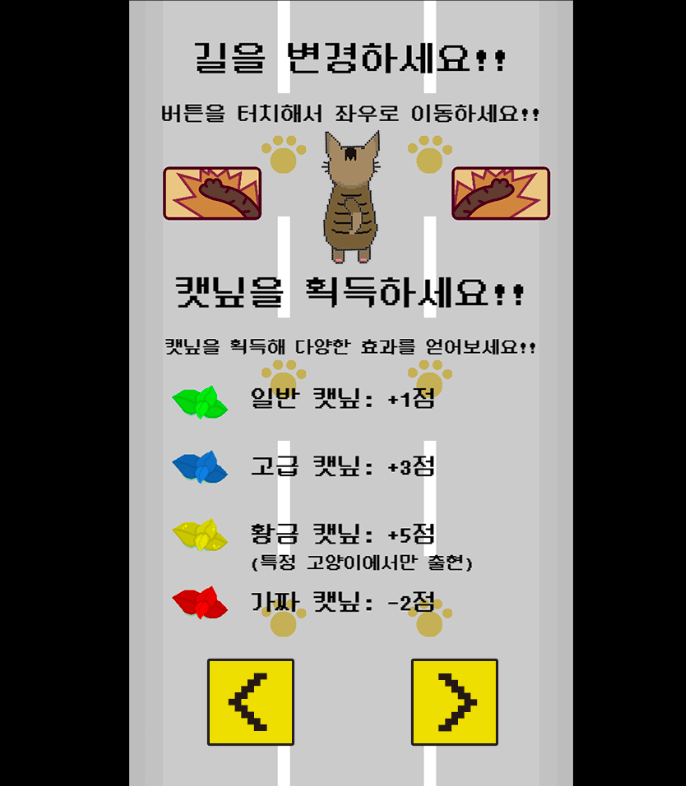 길을 변경하세요!!
버튼을 터치해서 좌우로 이동하세요!!
캣닢을 획득하세요!!
캣닢을 획득해 다양한 효과를 얻어보세요!!
일반 캣닢: +1점
고급 캣닢: +3점
황금 캣닢: +5점
(특정 고양이에서만 출현)
가짜 캣닢: -2점